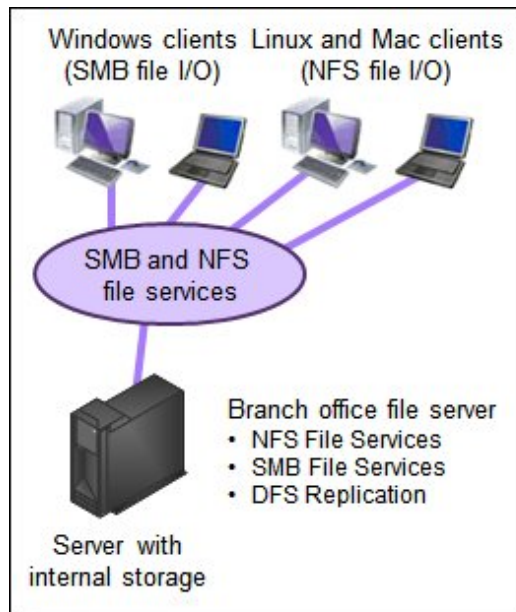 Windows clients
(SMB file I/O)
Linux and Mac clients
(NFS file I/O)
SMB and NFS
file services
Branch office file server
• NFS File Services
• SMB File Services
• DFS Replication
Server with
internal storage